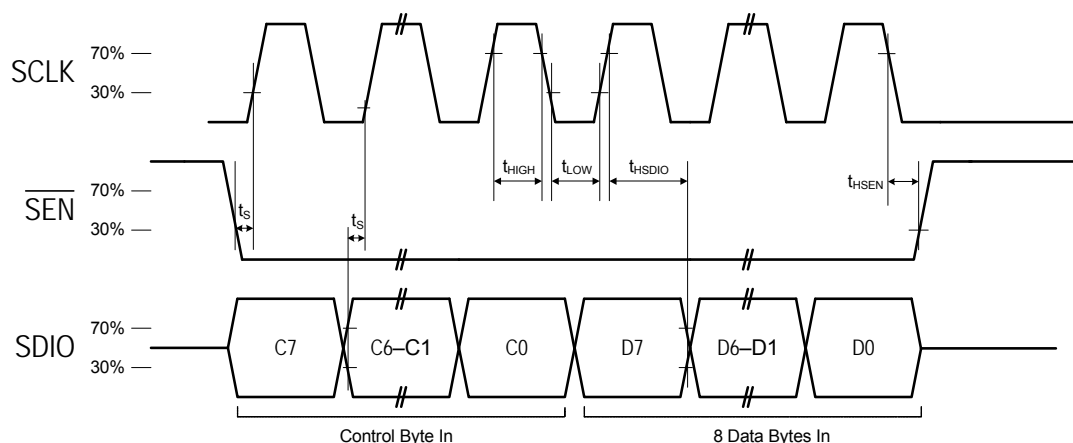 SCLK
70%
30%
SEN
70%
30%
tS
tS
tHIGH
tLOW
tHSDIO
tHSEN
SDIO
70%
30%
C7
C6–C1
C0
D7
D6–D1
D0
Control Byte In
8 Data Bytes In